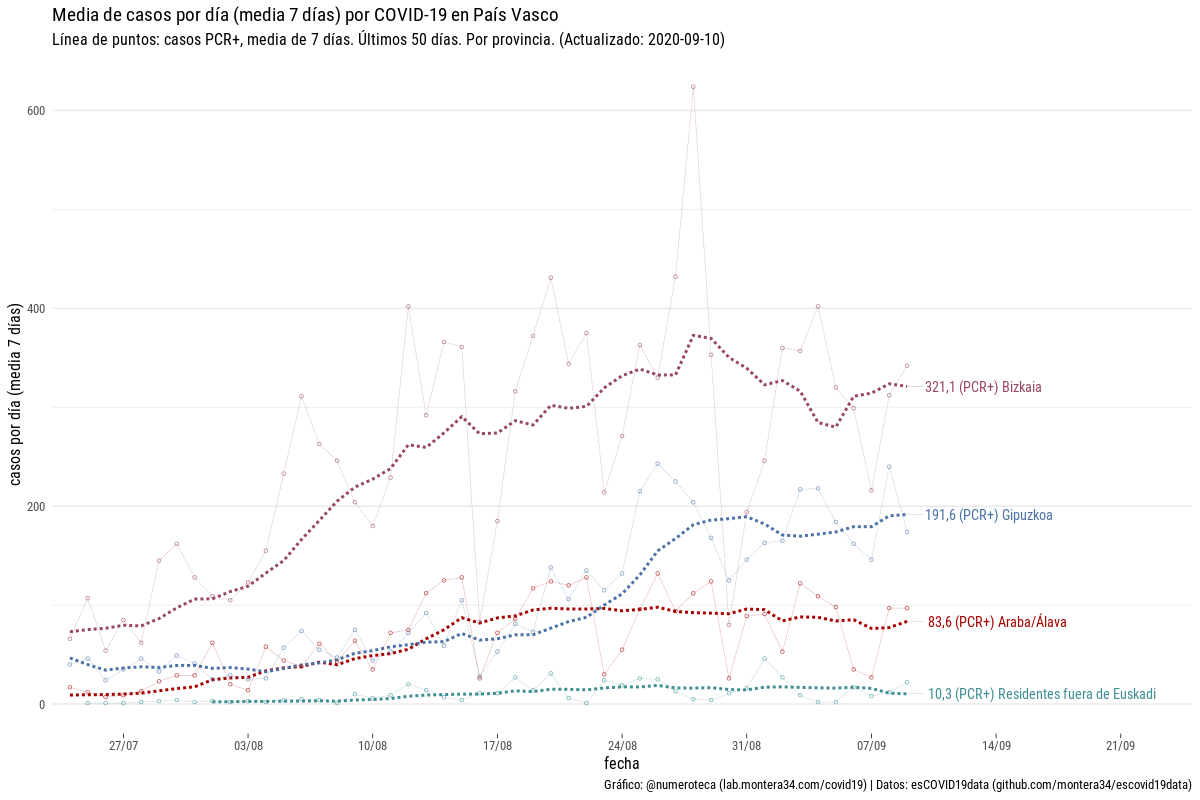 Media de casos por día (media 7 días) por COVID-19 en País Vasco
Línea de puntos: casos PCR+, media de 7 días. Últimos 50 días. Por provincia. (Actualizado: 2020-09-10)
casos por día (media 7 días)
600
400
200
0
321,1 (PCR+) Bizkaia
191,6 (PCR+) Gipuzkoa
83,6 (PCR+) Araba/Álava
10,3 (PCR+) Residentes fuera de Euskadi
27/07 03/08 10/08 17/08 24/08 31/08 07/09 14/09 21/09
fecha
Gráfico: @numeroteca (lab.montera34.com/covid19) | Datos: esCOVID19data (github.com/montera34/escovid19data)